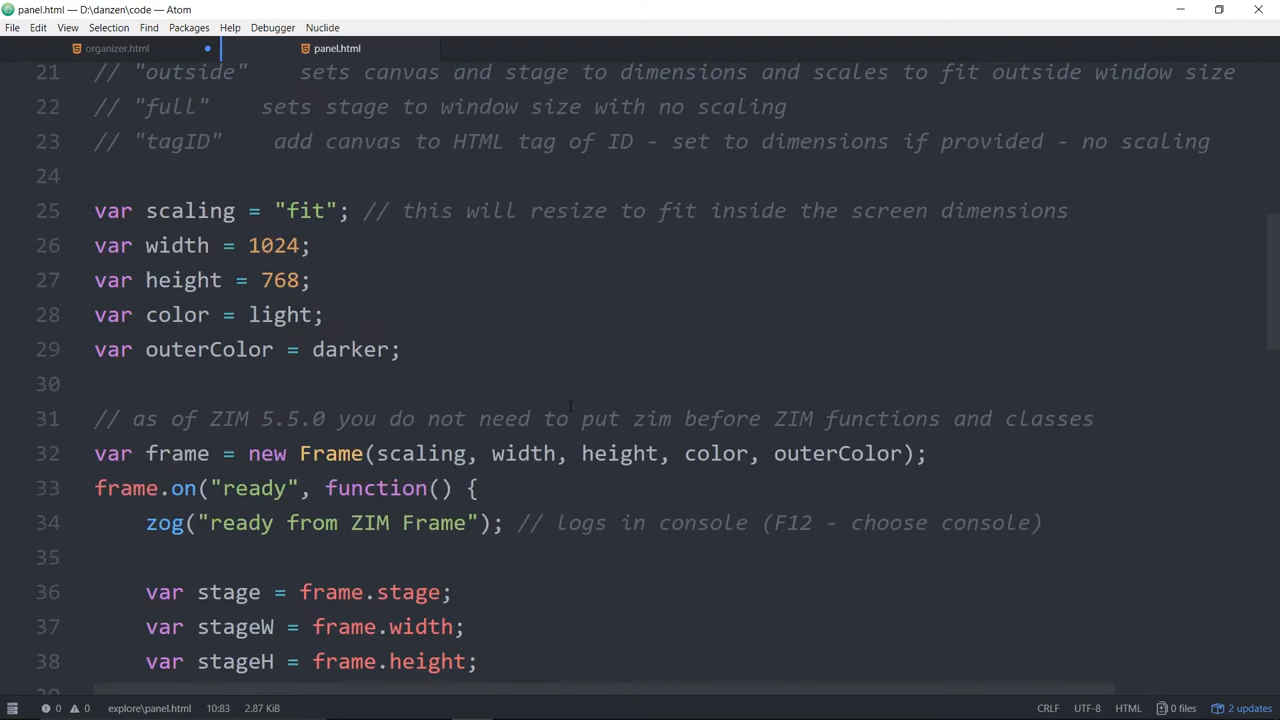 panel.html — D:\danzen\code — Atom
File Edit View Selection Find Packages Help Debugger Nuclide
organizer.html panel.html
21 // "outside" sets canvas and stage to dimensions and scales to fit outside window size
22 // "full" sets stage to window size with no scaling
23 // "tagID" add canvas to HTML tag of ID - set to dimensions if provided - no scaling
24
25 var scaling = "fit"; // this will resize to fit inside the screen dimensions
26 var width = 1024;
27 var height = 768;
28 var color = light;
29 var outerColor = darker;
30
31 // as of ZIM 5.5.0 you do not need to put zim before ZIM functions and classes
32 var frame = new Frame(scaling, width, height, color, outerColor);
33 frame.on("ready", function() {
34 zog("ready from ZIM Frame"); // logs in console (F12 - choose console)
35
36 var stage = frame.stage;
37 var stageW = frame.width;
38 var stageH = frame.height;
0 0 explore\panel.html 10:83 2.87 KiB CRLF UTF-8 HTML 0 files 2 updates